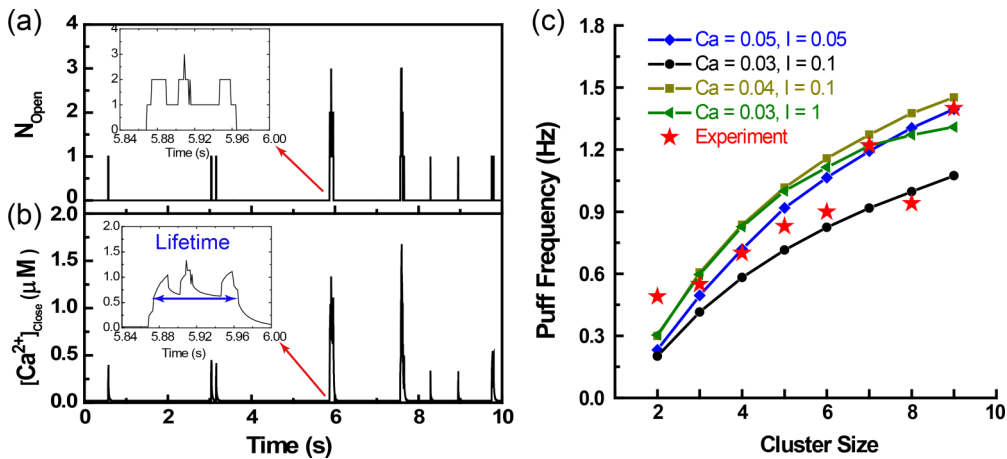 (a)
N_Open
4
3
2
1
0
4
3
2
1
0
5.84 5.88 5.92 5.96 6.00
Time (s)
(b)
[Ca²⁺]_Close (μM)
2.0
1.5
1.0
0.5
0.0
Lifetime
2.0
1.5
1.0
0.5
0.0
5.84 5.88 5.92 5.96 6.00
Time (s)
0 2 4 6 8 10
Time (s)
(c)
Puff Frequency (Hz)
1.8
1.5
1.2
0.9
0.6
0.3
0.0
Ca = 0.05, I = 0.05
Ca = 0.03, I = 0.1
Ca = 0.04, I = 0.1
Ca = 0.03, I = 1
Experiment
2 4 6 8 10
Cluster Size